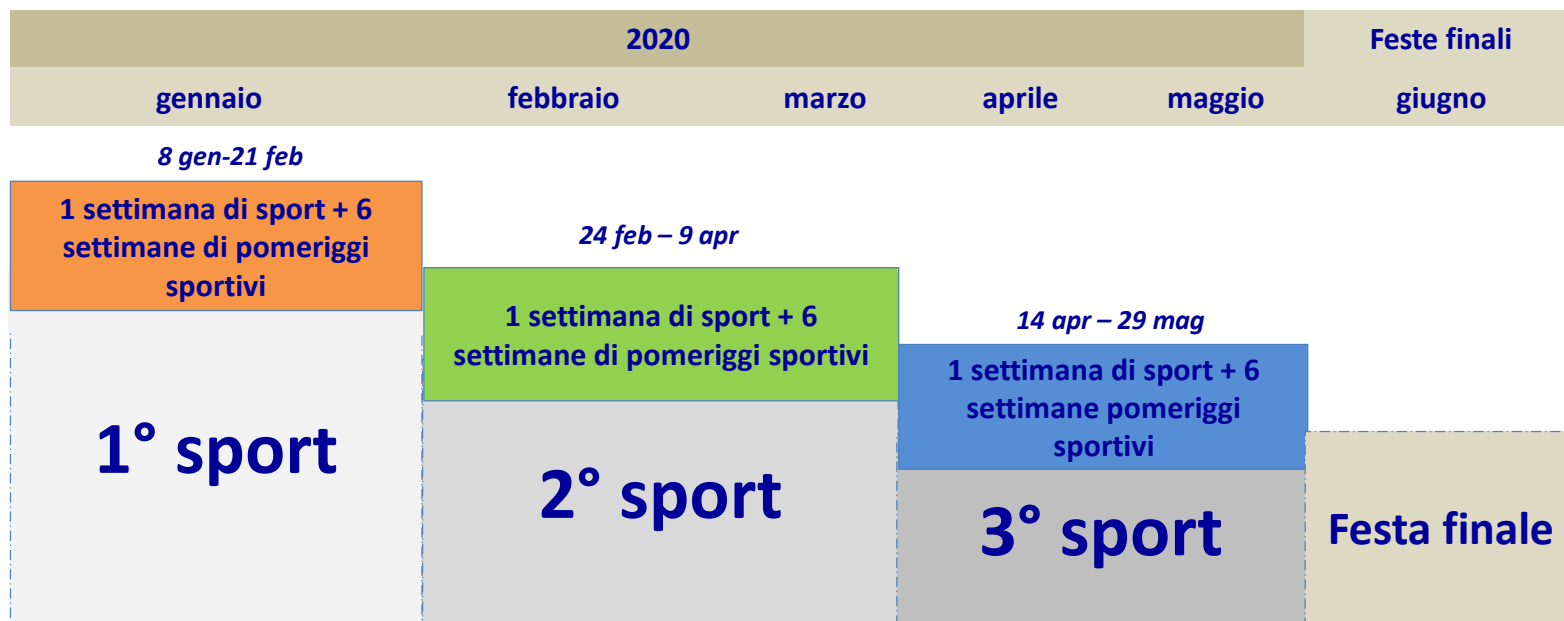 2020
Feste finali
gennaio
febbraio
marzo
aprile
maggio
giugno
8 gen-21 feb
1 settimana di sport + 6
settimane di pomeriggi
sportivi
1° sport
24 feb – 9 apr
1 settimana di sport + 6
settimane di pomeriggi sportivi
2° sport
14 apr – 29 mag
1 settimana di sport + 6
settimane pomeriggi
sportivi
3° sport
Festa finale